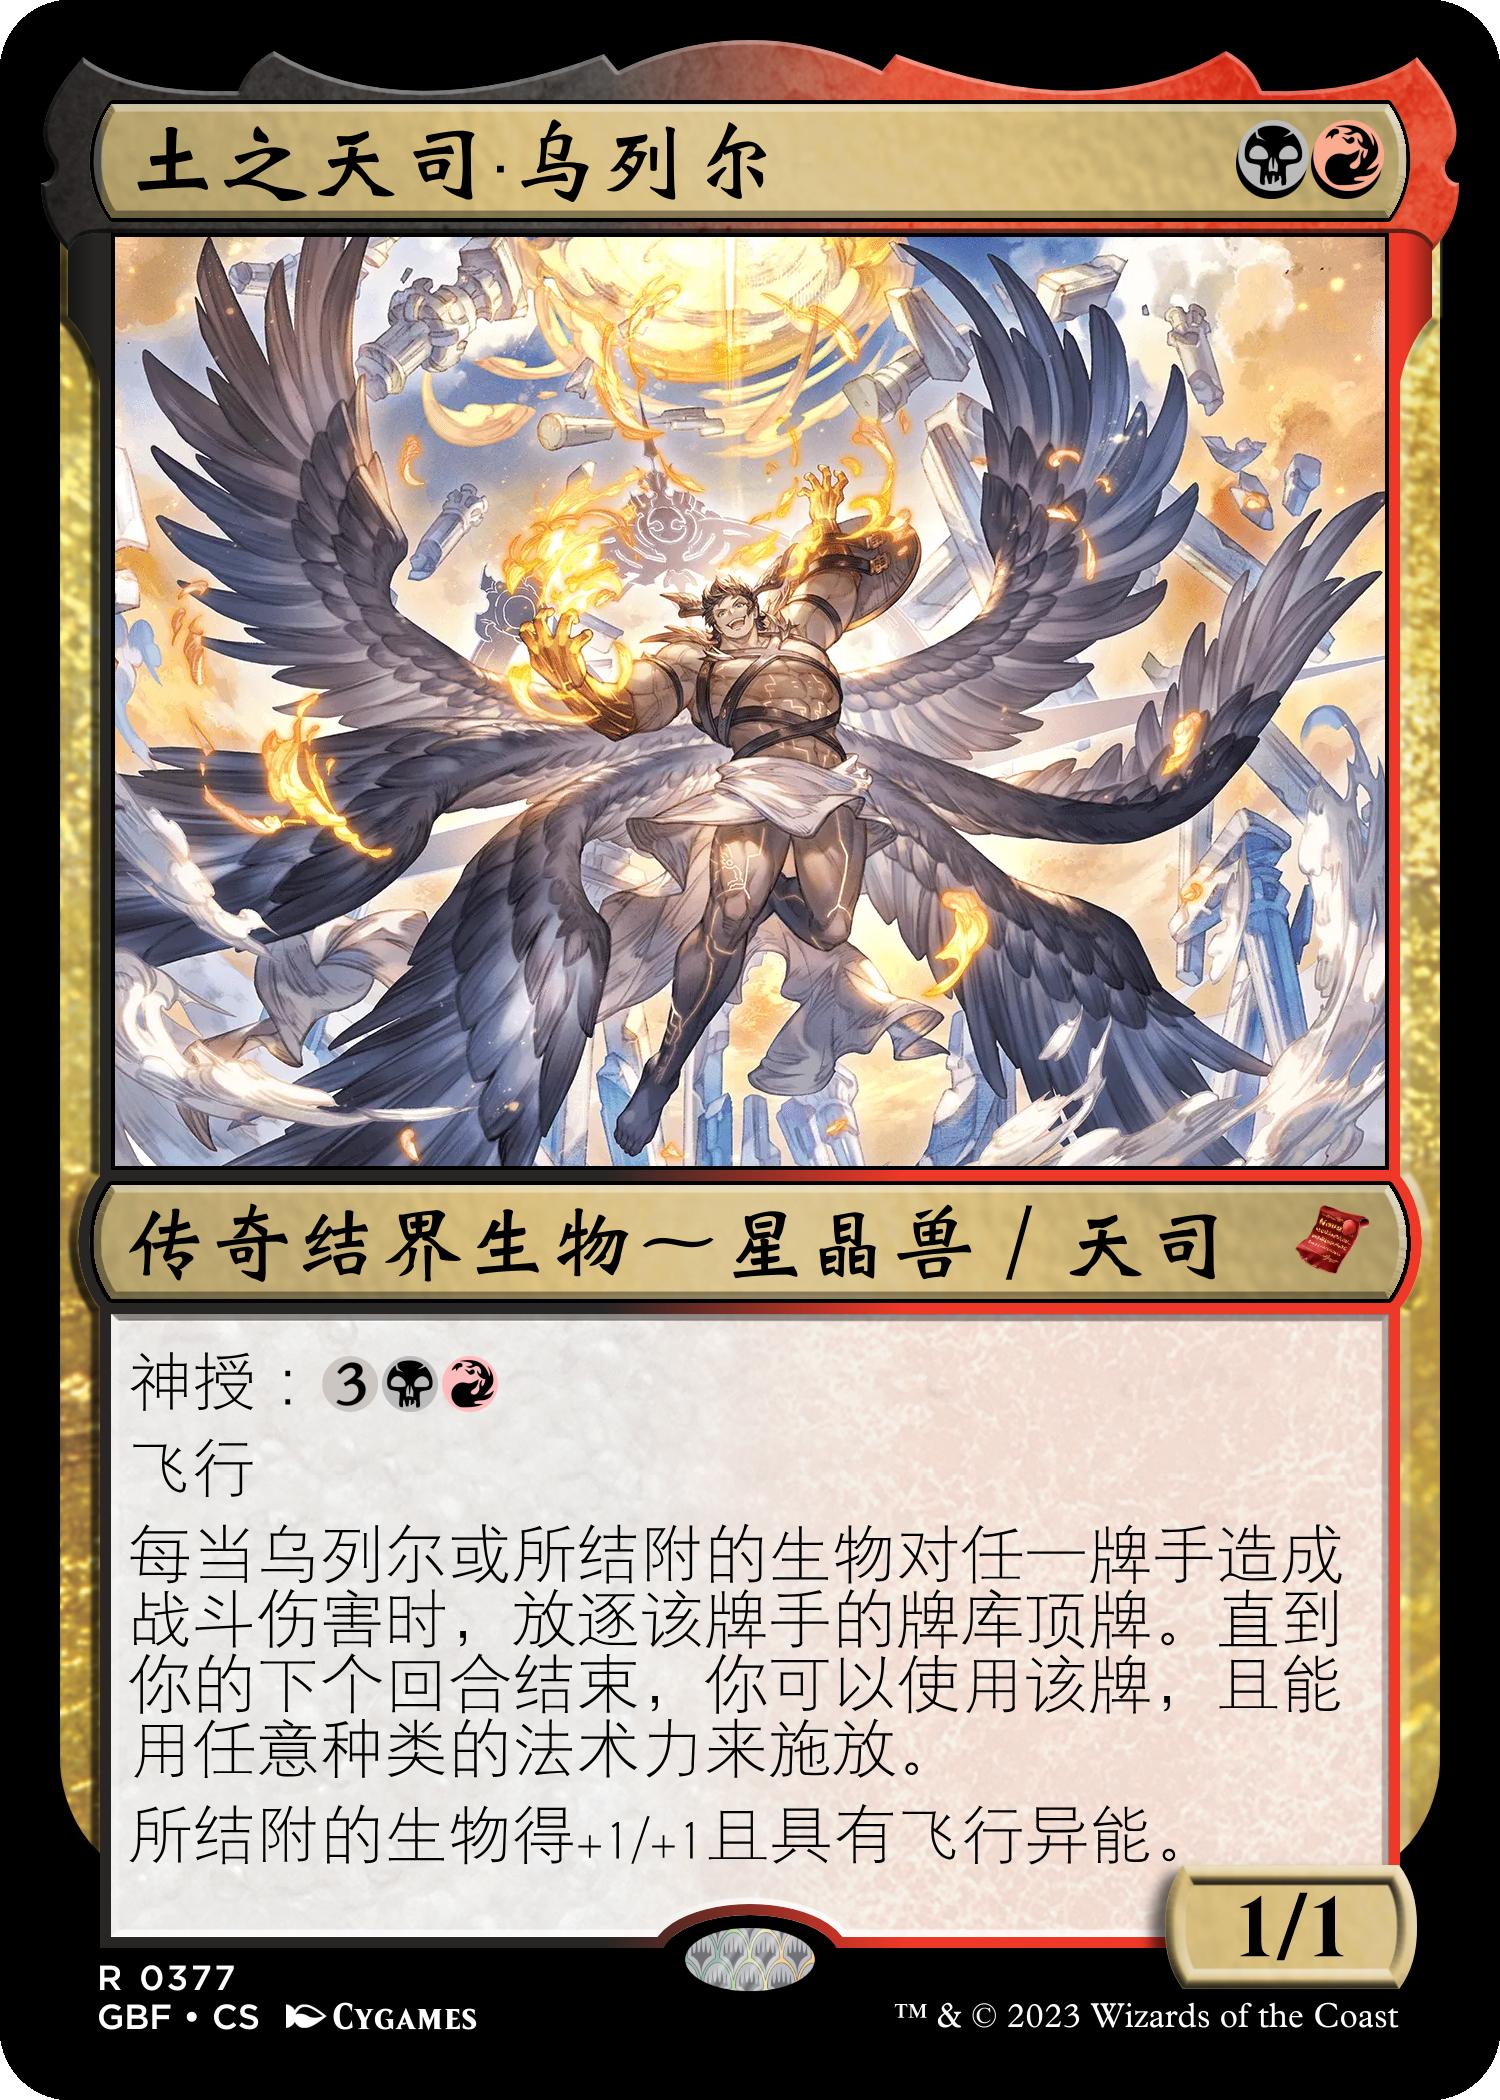 土之天司·乌列尔
传奇结界生物～星晶兽／天司
神授：3
飞行
每当乌列尔或所结附的生物对任一牌手造成
战斗伤害时，放逐该牌手的牌库顶牌。直到
你的下个回合结束，你可以使用该牌，且能
用任意种类的法术力来施放。
所结附的生物得+1/+1且具有飞行异能。
1/1
R 0377
GBF • CS CYGAMES
™ & © 2023 Wizards of the Coast